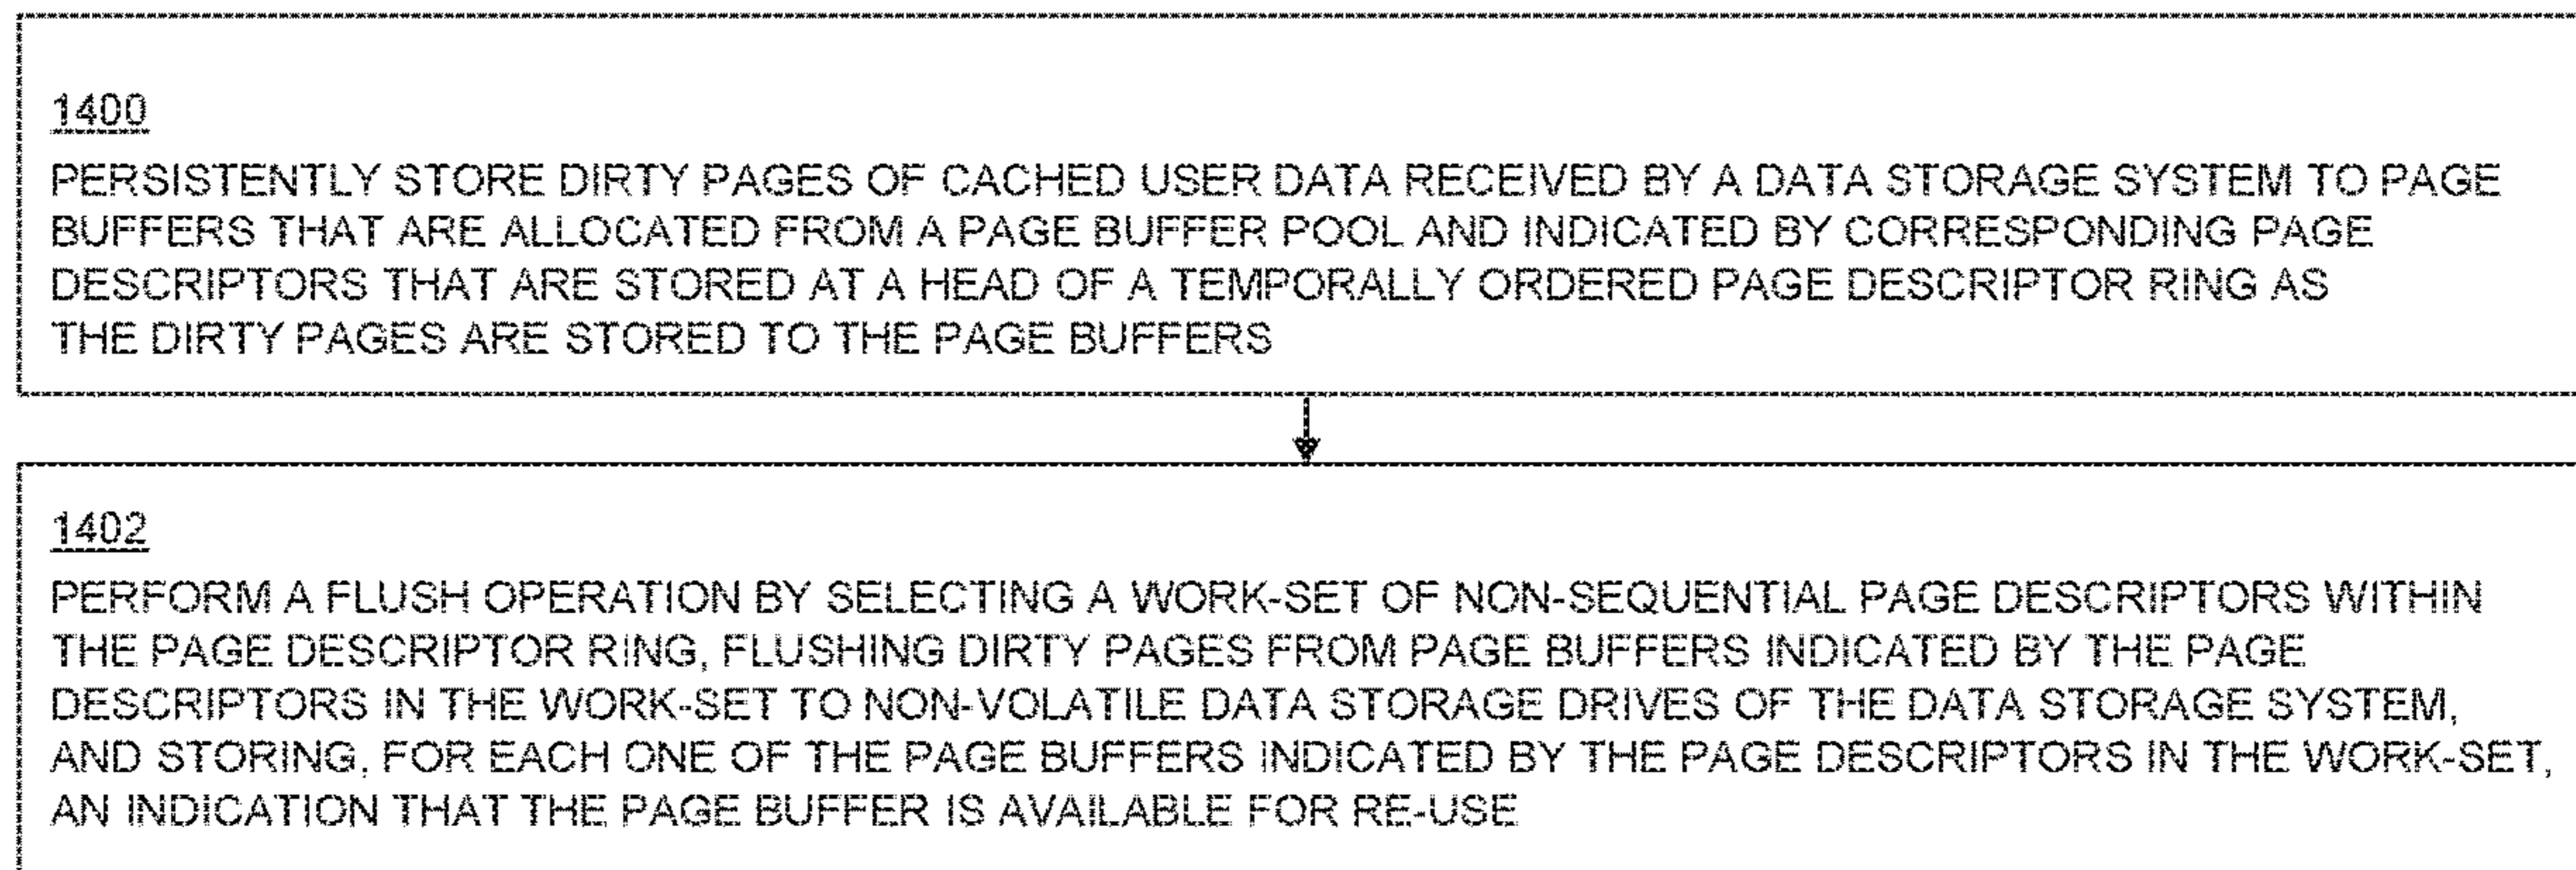 1400
PERSISTENTLY STORE DIRTY PAGES OF CACHED USER DATA RECEIVED BY A DATA STORAGE SYSTEM TO PAGE
BUFFERS THAT ARE ALLOCATED FROM A PAGE BUFFER POOL AND INDICATED BY CORRESPONDING PAGE
DESCRIPTORS THAT ARE STORED AT A HEAD OF A TEMPORALLY ORDERED PAGE DESCRIPTOR RING AS
THE DIRTY PAGES ARE STORED TO THE PAGE BUFFERS
1402
PERFORM A FLUSH OPERATION BY SELECTING A WORK-SET OF NON-SEQUENTIAL PAGE DESCRIPTORS WITHIN
THE PAGE DESCRIPTOR RING, FLUSHING DIRTY PAGES FROM PAGE BUFFERS INDICATED BY THE PAGE
DESCRIPTORS IN THE WORK-SET TO NON-VOLATILE DATA STORAGE DRIVES OF THE DATA STORAGE SYSTEM,
AND STORING, FOR EACH ONE OF THE PAGE BUFFERS INDICATED BY THE PAGE DESCRIPTORS IN THE WORK-SET,
AN INDICATION THAT THE PAGE BUFFER IS AVAILABLE FOR RE-USE